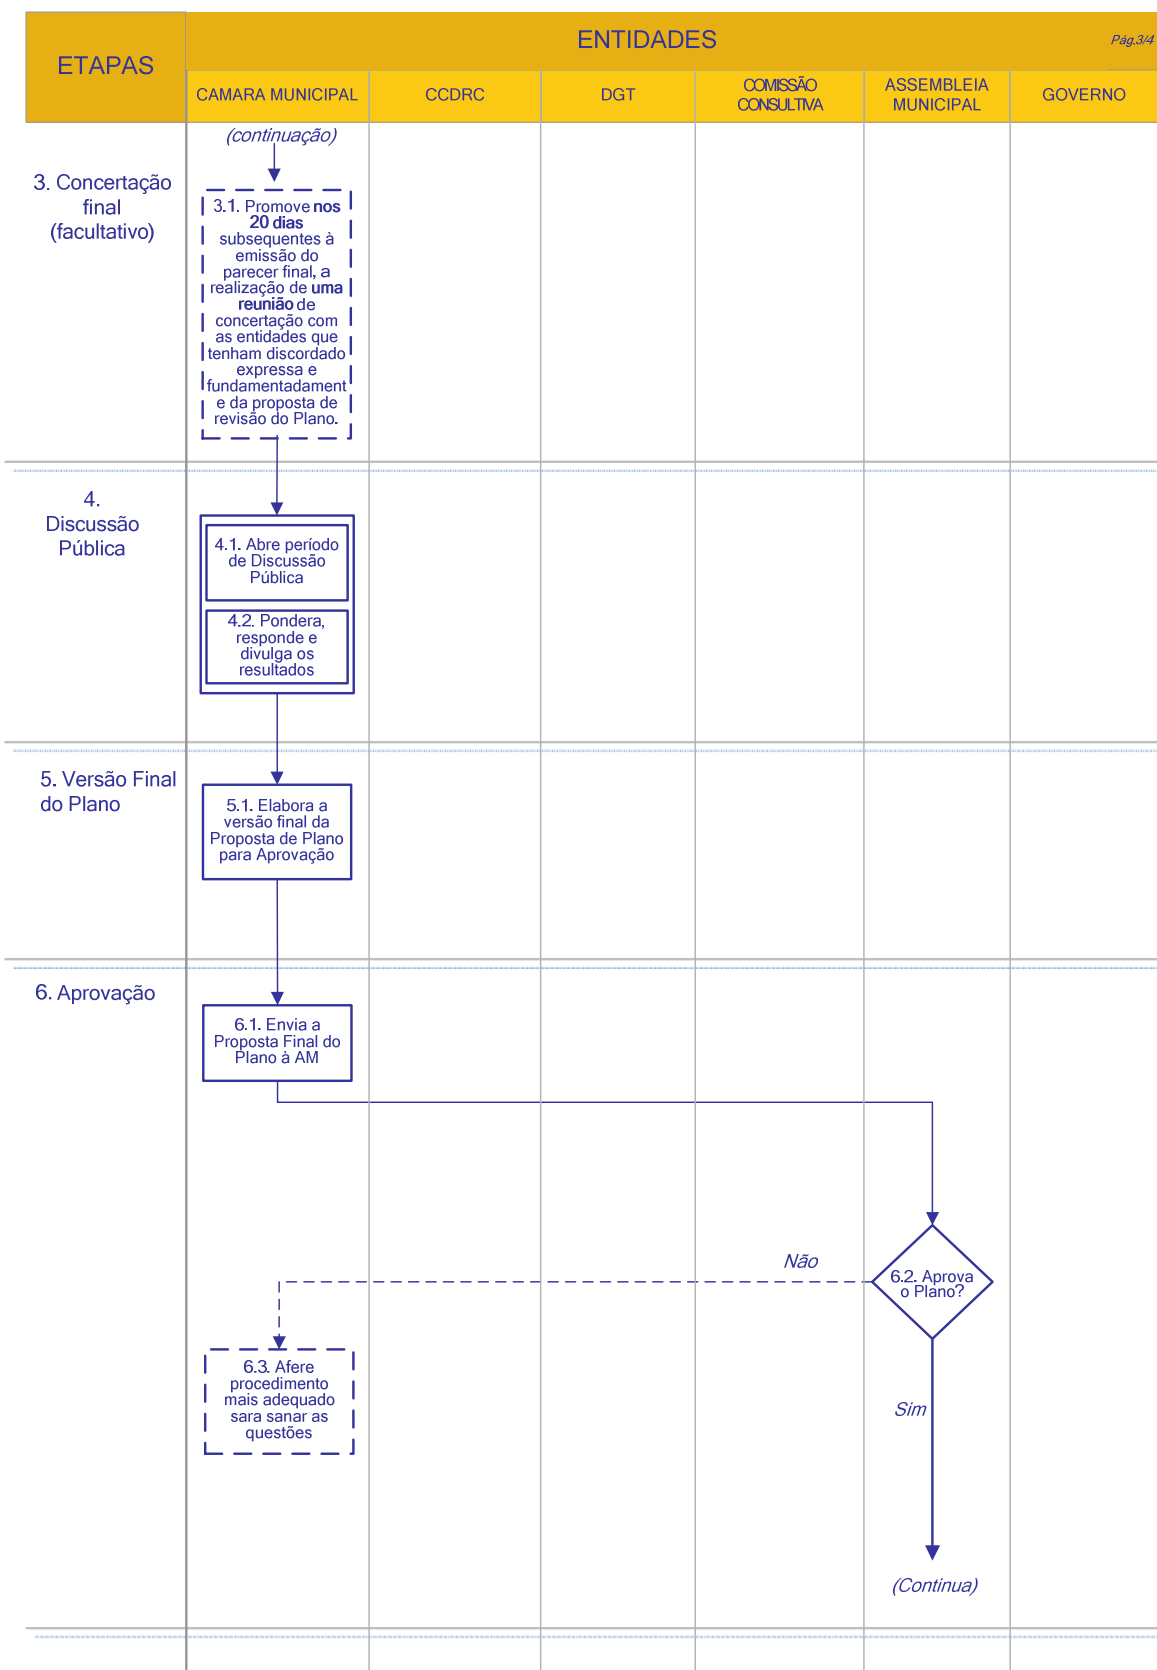 ENTIDADES
Pág.3/4
ETAPAS
CAMARA MUNICIPAL
CCDRC
DGT
COMISSÃO
CONSULTIVA
ASSEMBLEIA
MUNICIPAL
GOVERNO
(continuação)
3. Concertação
final
(facultativo)
3.1. Promove nos
20 dias
subsequentes à
emissão do
parecer final, a
realização de uma
reunião de
concertação com
as entidades que
tenham discordado
expressa e
fundamentadament
e da proposta de
revisão do Plano.
4.
Discussão
Pública
4.1. Abre período
de Discussão
Pública
4.2. Pondera,
responde e
divulga os
resultados
5. Versão Final
do Plano
5.1. Elabora a
versão final da
Proposta de Plano
para Aprovação
6. Aprovação
6.1. Envia a
Proposta Final do
Plano à AM
Não
6.2. Aprova
o Plano?
6.3. Afere
procedimento
mais adequado
sara sanar as
questões
Sim
(Continua)